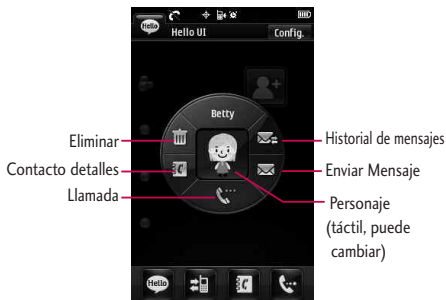 Hello
Hello UI
Config.
Betty
Eliminar
Contacto detalles
Llamada
Historial de mensajes
Enviar Mensaje
Personaje
(táctil, puede
cambiar)
Hello